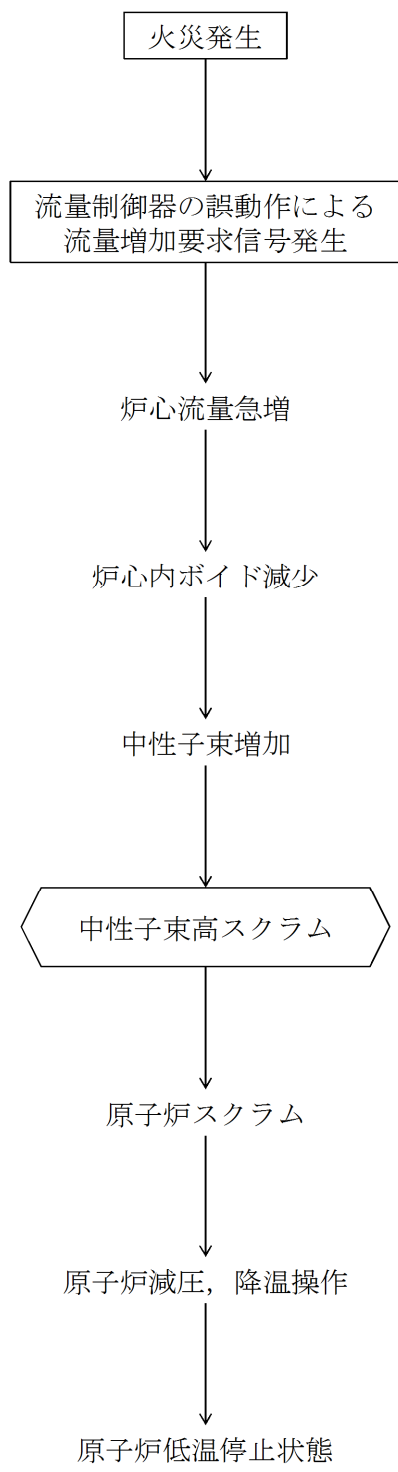 火災発生
流量制御器の誤動作による
流量増加要求信号発生
炉心流量急増
炉心内ボイド減少
中性子束増加
中性子束高スクラム
原子炉スクラム
原子炉減圧，降温操作
原子炉低温停止状態